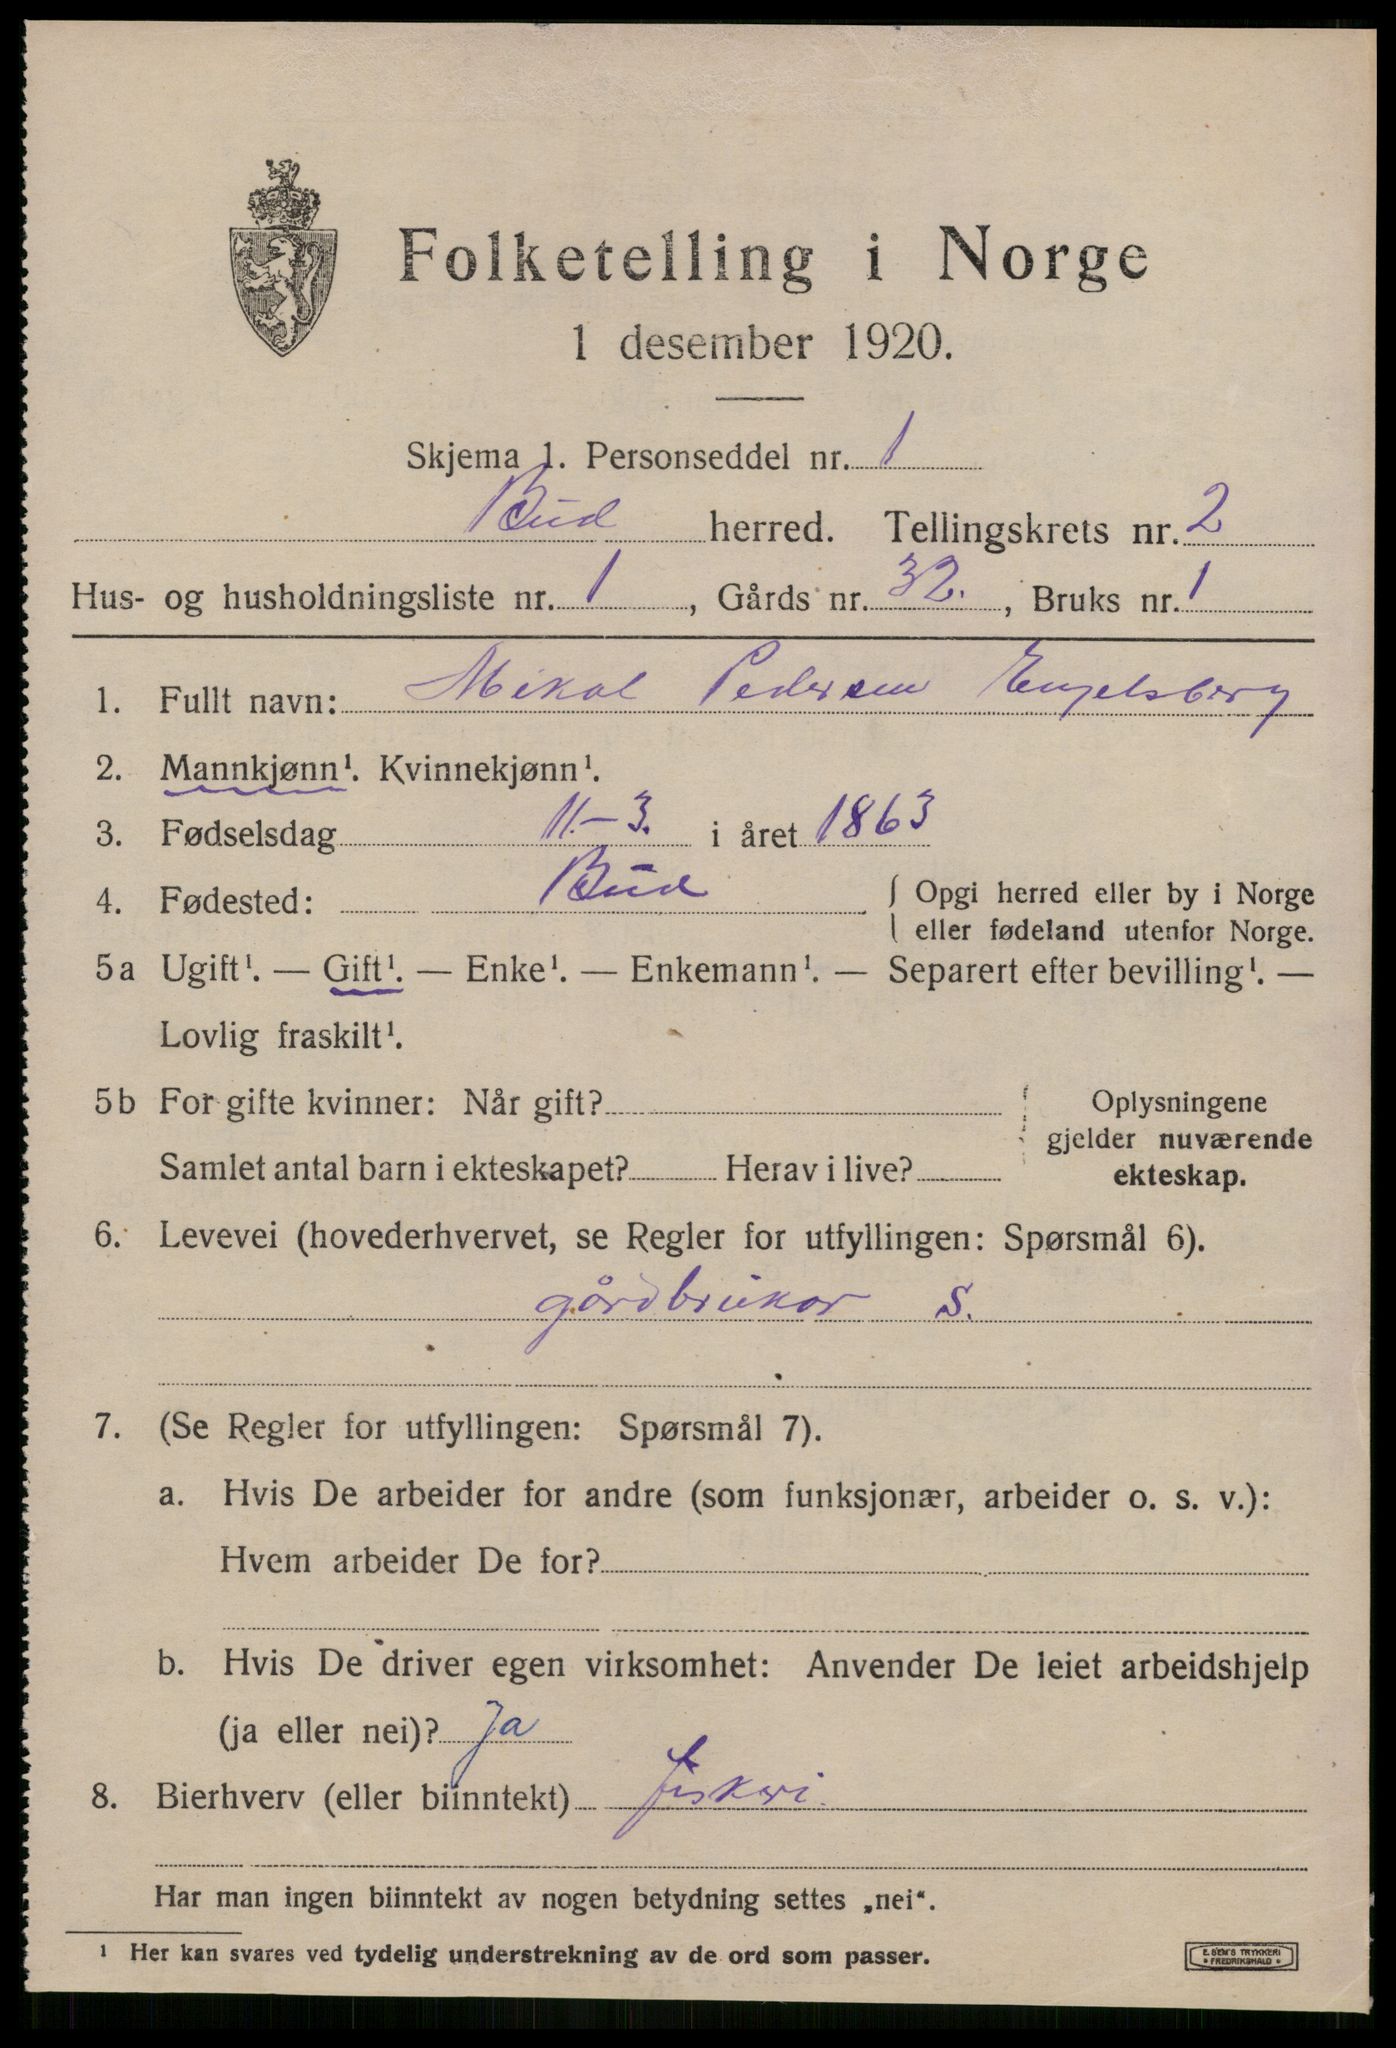 Folketelling i Norge
1 desember 1920.
Skjema 1. Personseddel nr. 1
Bud herred. Tellingskrets nr. 2
Hus- og husholdningsliste nr. 1, Gårds nr. 32., Bruks nr. 1
1. Fullt navn: Mikal Pedersen Engelsberg
2. Mannkjønn¹. Kvinnekjønn¹.
3. Fødselsdag 11.-3. i året 1863
4. Fødested: Bud { Opgi herred eller by i Norge
eller fødeland utenfor Norge.
5a Ugift¹. — Gift¹. — Enke¹. — Enkemann¹. — Separert efter bevilling¹. —
Lovlig fraskilt¹.
5b For gifte kvinner: Når gift? Oplysningene
gjelder nuværende
Samlet antal barn i ekteskapet? Herav i live? ekteskap.
6. Levevei (hovederhvervet, se Regler for utfyllingen: Spørsmål 6).
gårdbruker S.
7. (Se Regler for utfyllingen: Spørsmål 7).
a. Hvis De arbeider for andre (som funksjonær, arbeider o. s. v.):
Hvem arbeider De for?
b. Hvis De driver egen virksomhet: Anvender De leiet arbeidshjelp
(ja eller nei)? Ja
8. Bierhverv (eller biinntekt) fiskeri.
Har man ingen biinntekt av nogen betydning settes „nei“.
¹ Her kan svares ved tydelig understrekning av de ord som passer.
E. SEM'S TRYKKERI
* FREDRIKSHALD *